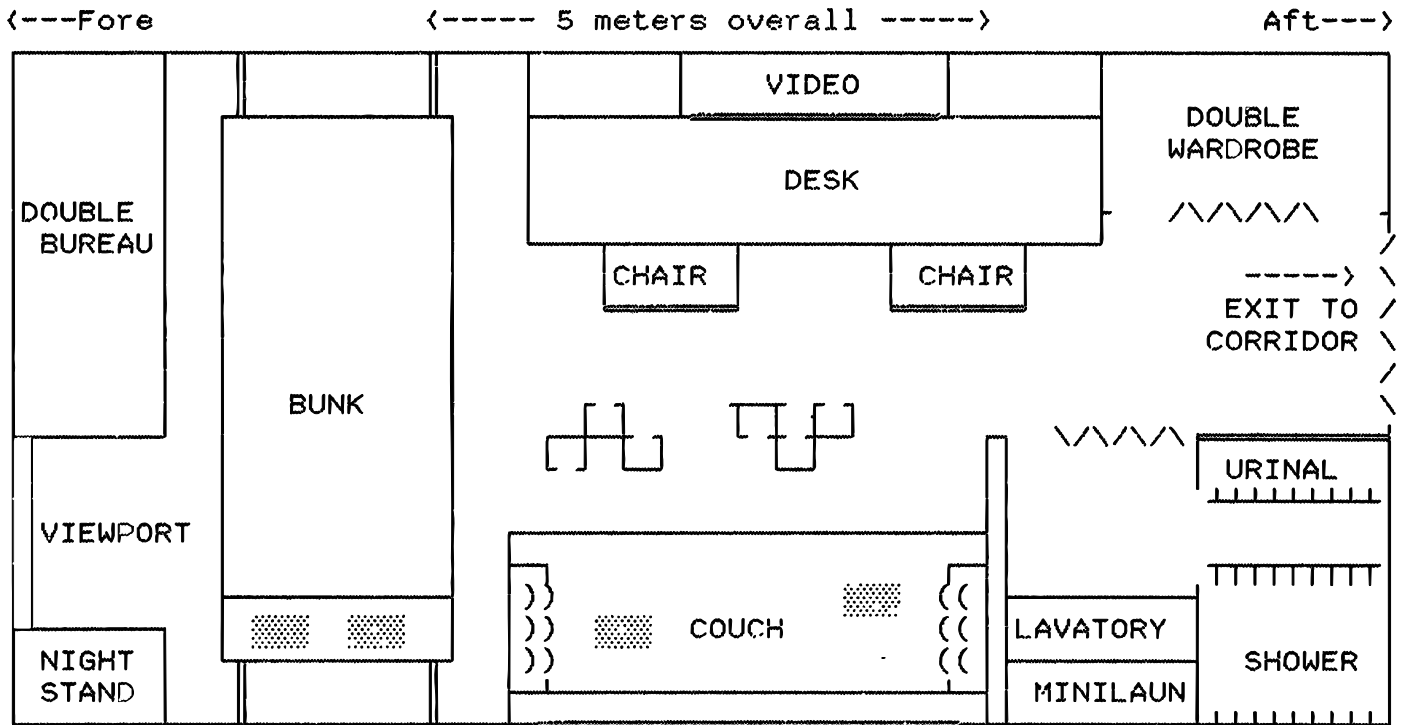 <---Fore <----- 5 meters overall -----> Aft--->
VIDEO
DOUBLE
WARDROBE
DESK
DOUBLE
BUREAU
/\/\/\/\
CHAIR CHAIR
----->
EXIT TO
CORRIDOR
BUNK
\/\/\/\
URINAL
VIEWPORT
))
))
))
COUCH
((
((
((
LAVATORY
NIGHT
STAND
SHOWER
MINILAUN